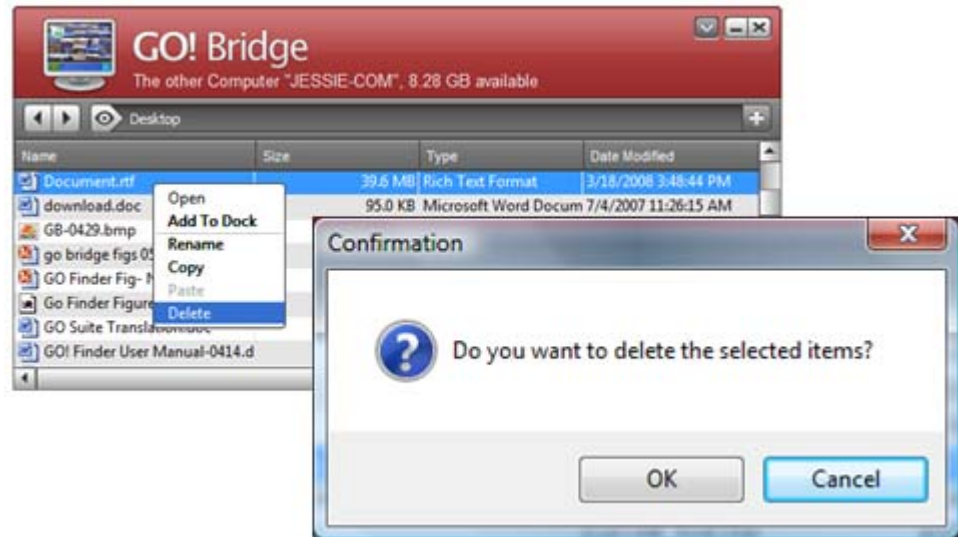 GO! Bridge
The other Computer "JESSIE-COM", 8.28 GB available
Desktop
Name Size Type Date Modified
Document.rtf 39.6 MB Rich Text Format 3/18/2008 3:48:44 PM
download.doc 95.0 KB Microsoft Word Docum 7/4/2007 11:26:15 AM
GB-0429.bmp
go bridge figs 05
GO Finder Fig-
Go Finder Figure
GO Suite
GO! Finder User Manual-0414.d
Open
Add To Dock
Rename
Copy
Paste
Delete
Confirmation
Do you want to delete the selected items?
OK Cancel